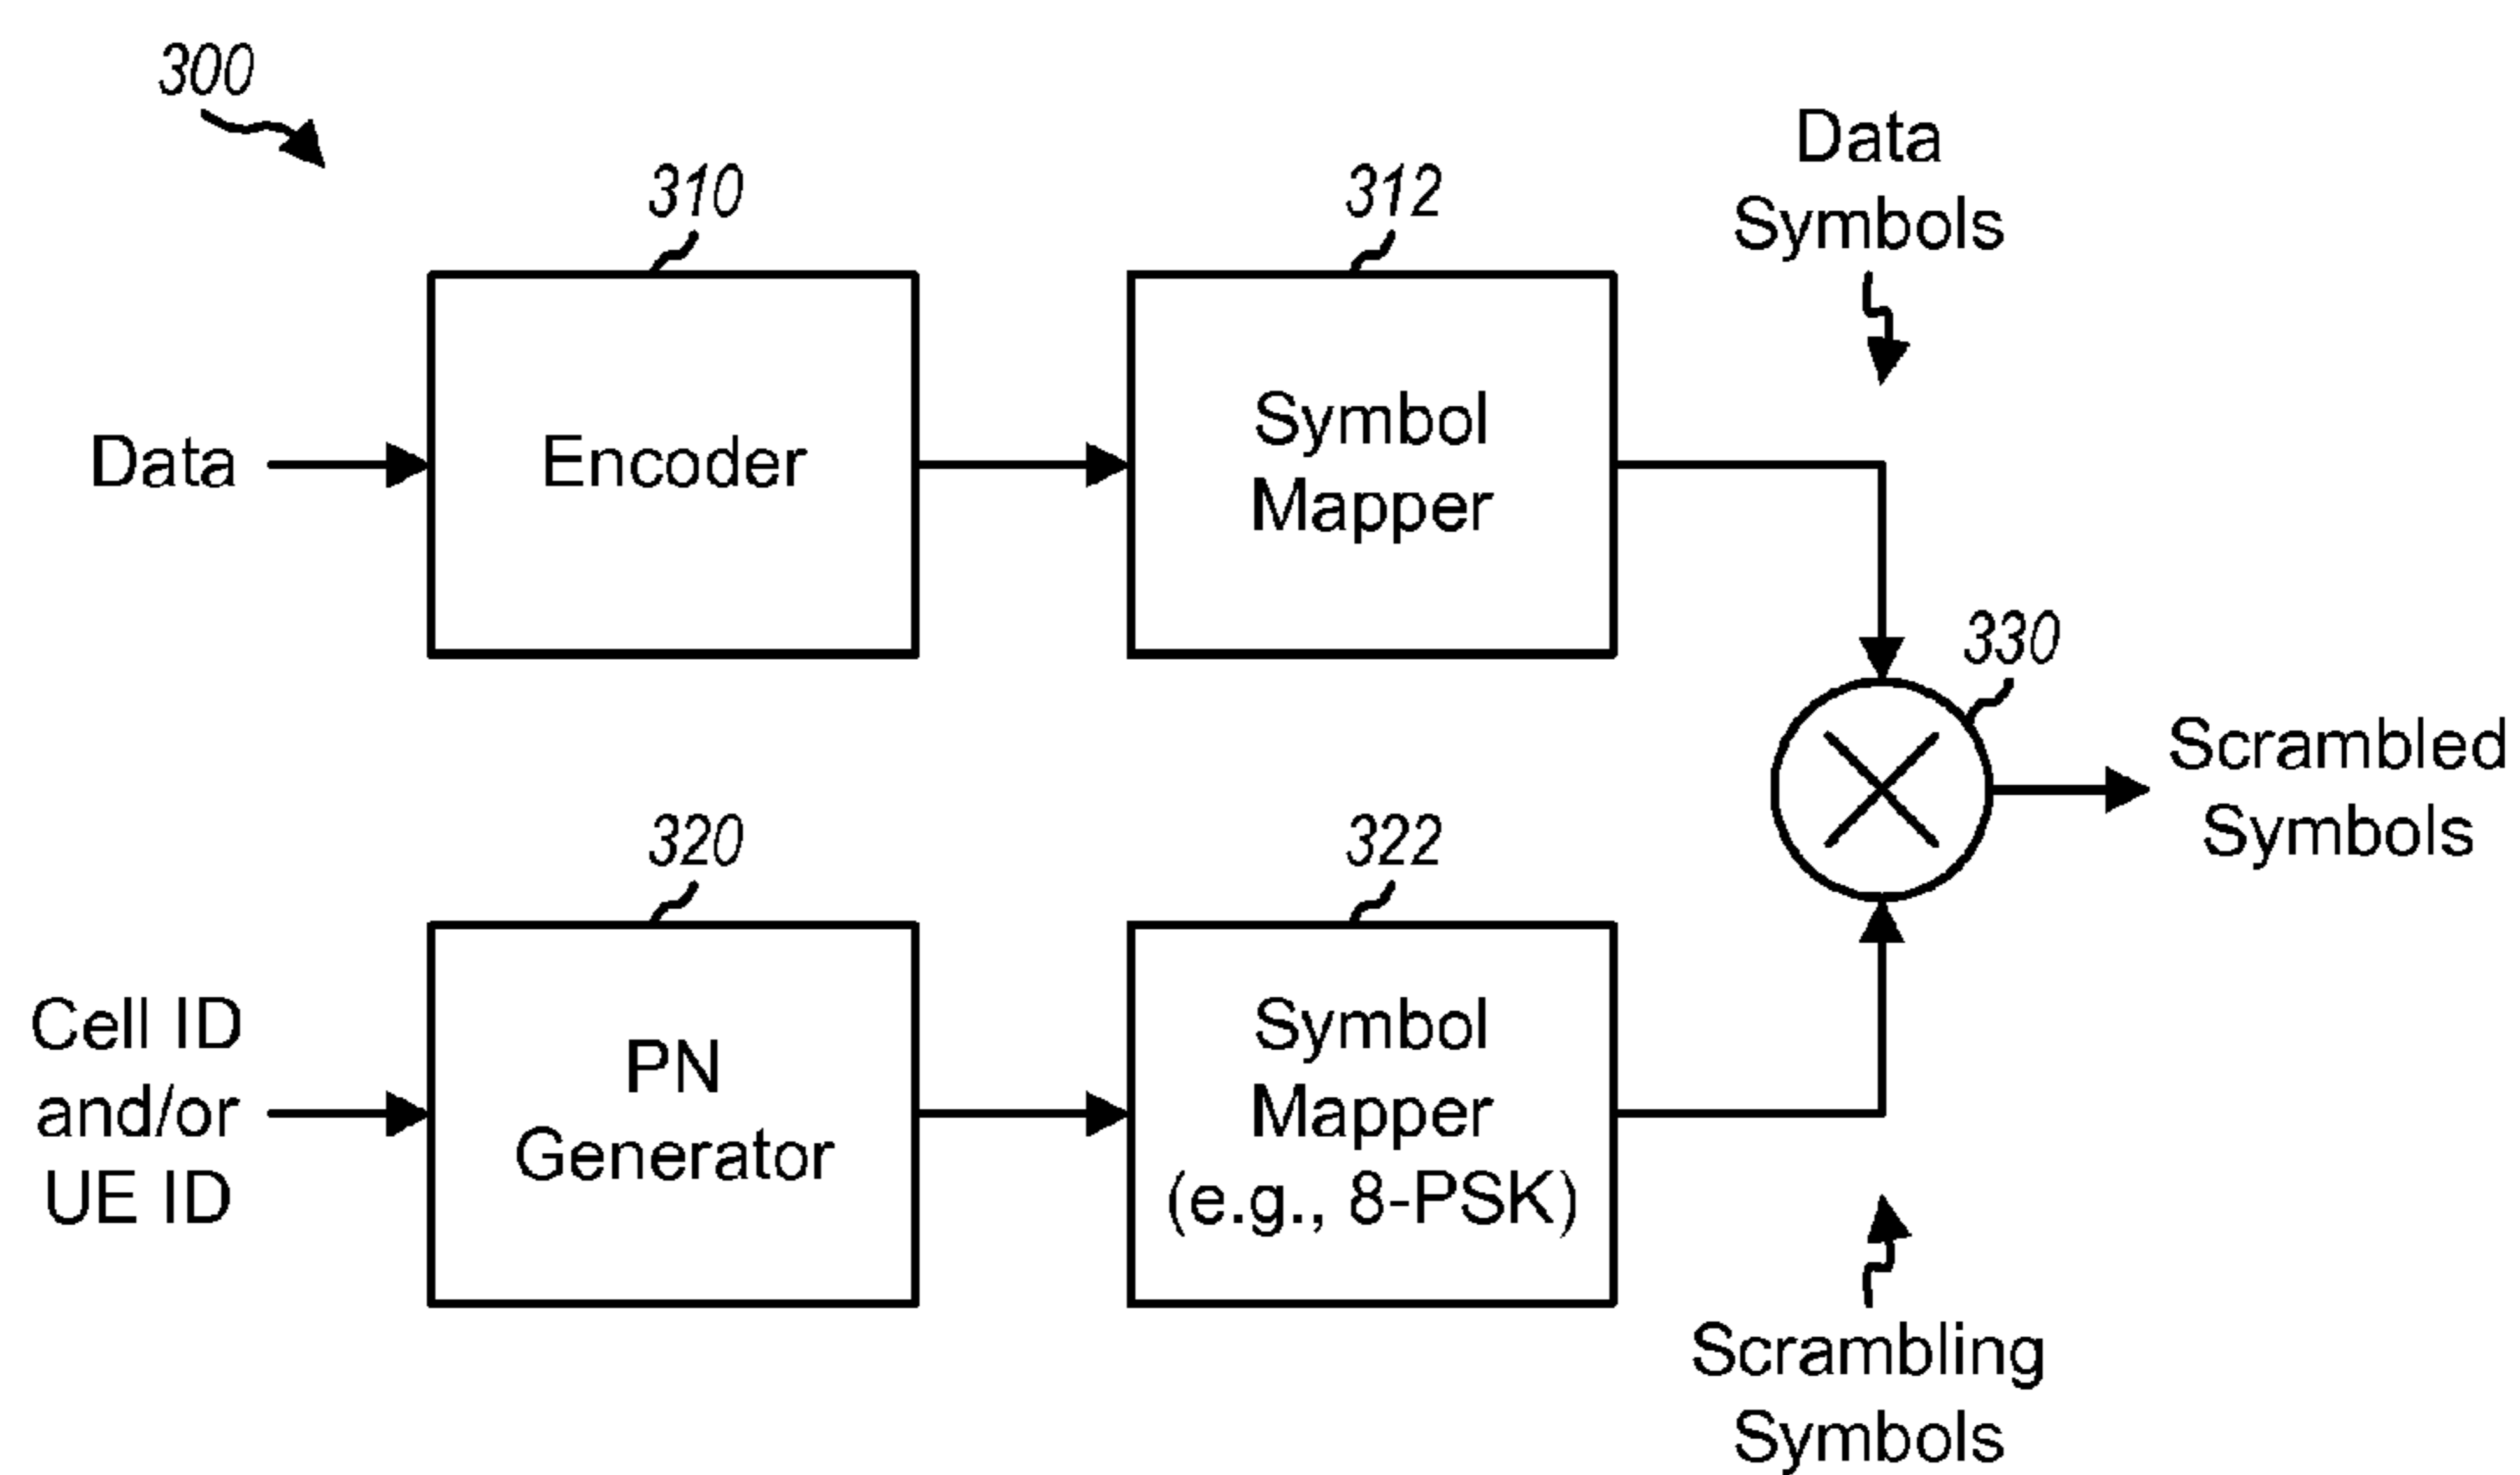 300
310
312
Data
Symbols
Data
Encoder
Symbol
Mapper
330
Scrambled
Symbols
320
322
Cell ID
and/or
UE ID
PN
Generator
Symbol
Mapper
(e.g., 8-PSK)
Scrambling
Symbols